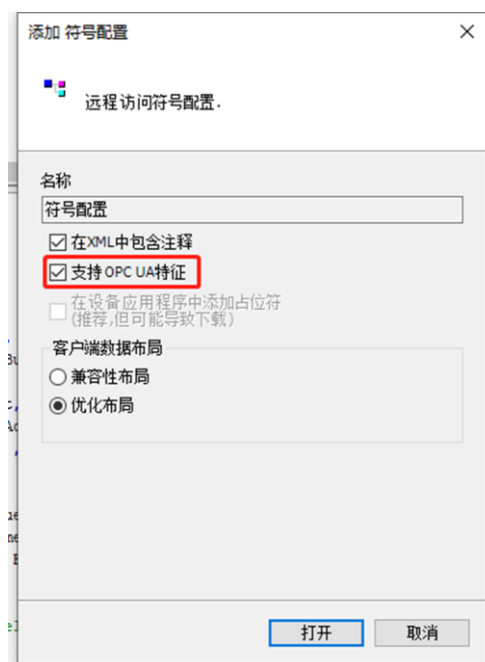 添加 符号配置
远程访问符号配置.
名称
符号配置
在XML中包含注释
支持 OPC UA特征
在设备应用程序中添加占位符
(推荐,但可能导致下载)
客户端数据布局
兼容性布局
优化布局
打开
取消